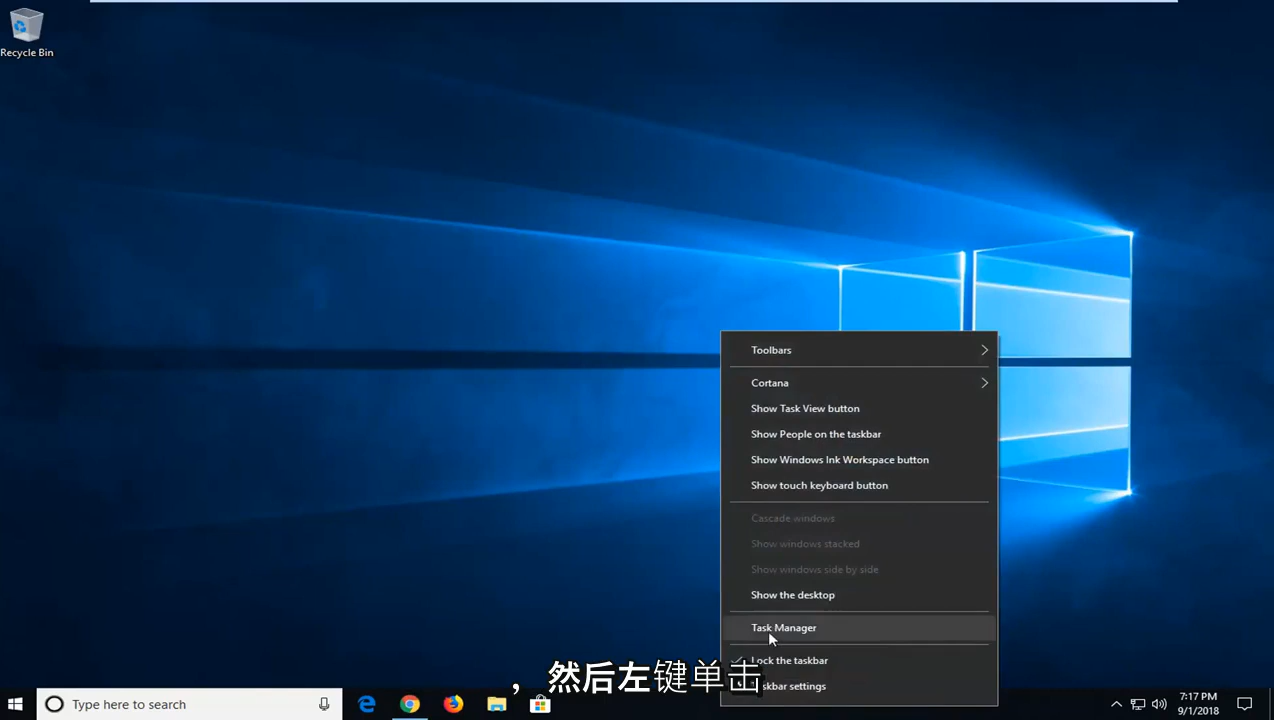 Recycle Bin
Toolbars
Cortana
Show Task View button
Show People on the taskbar
Show Windows Ink Workspace button
Show touch keyboard button
Cascade windows
Show windows stacked
Show windows side by side
Show the desktop
Task Manager
Lock the taskbar
Taskbar settings
，然后左键单击
Type here to search
7:17 PM
9/1/2018